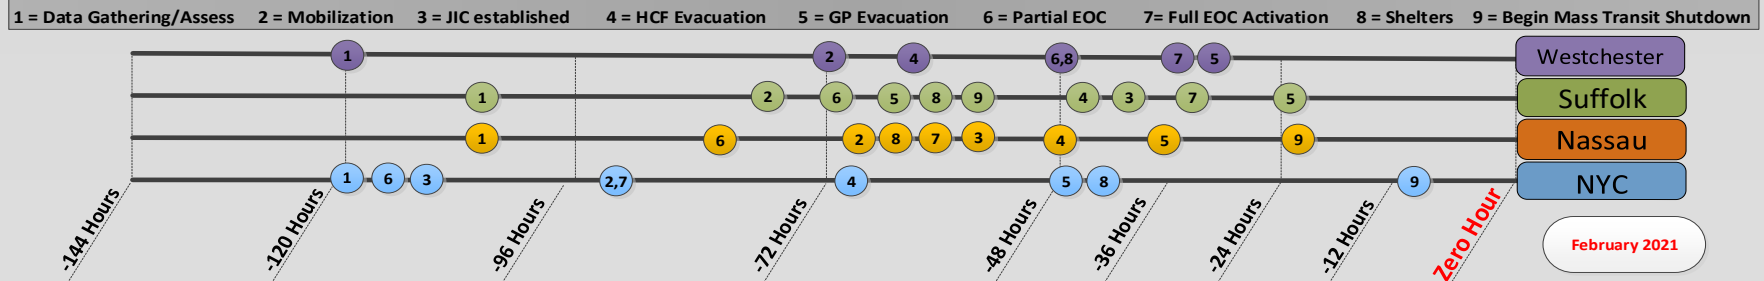 1 = Data Gathering/Assess 2 = Mobilization 3 = JIC established 4 = HCF Evacuation 5 = GP Evacuation 6 = Partial EOC 7= Full EOC Activation 8 = Shelters 9 = Begin Mass Transit Shutdown
1 2 4 6,8 7 5 Westchester
1 2 6 5 8 9 4 3 7 5 Suffolk
1 6 2 8 7 3 4 5 9 Nassau
1 6 3 2,7 4 5 8 9 NYC
-144 Hours -120 Hours -96 Hours -72 Hours -48 Hours -36 Hours -24 Hours -12 Hours Zero Hour
February 2021